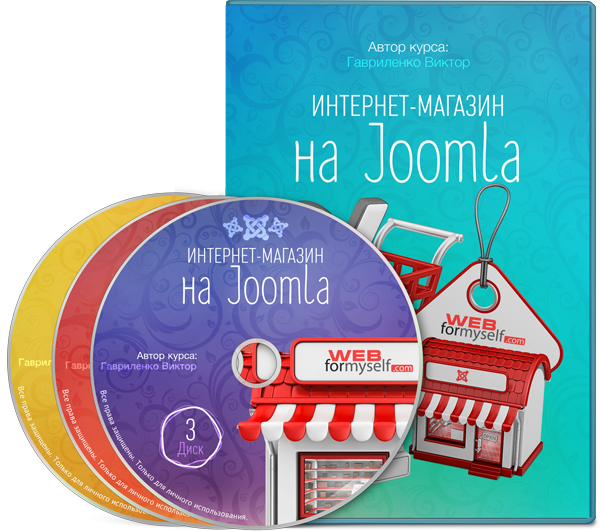 Автор курса:
Гавриленко Виктор
ИНТЕРНЕТ-МАГАЗИН
на Joomla
WEB
formyself.com
ИНТЕРНЕТ-МАГАЗИН
на Joomla
Автор курса:
Гавриленко Виктор
WEB
formyself.com
3
Диск
Все права защищены. Только для личного использования.
Все права защищены. Только для личного использования
Все права защищены. Только для личного